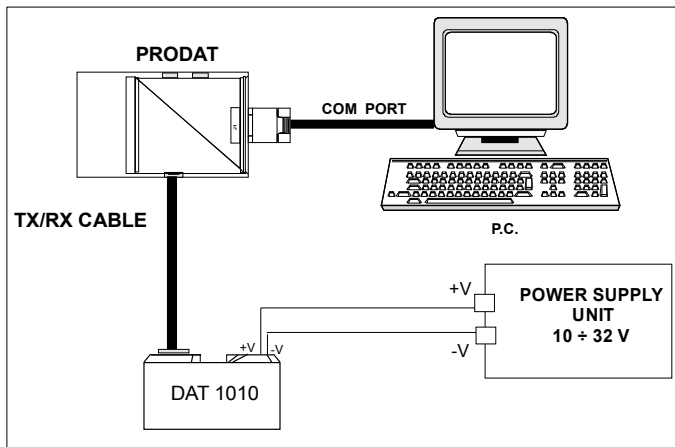 PRODAT
COM PORT
P.C.
TX/RX CABLE
+V
-V
POWER SUPPLY
UNIT
10 ÷ 32 V
+V
-V
DAT 1010